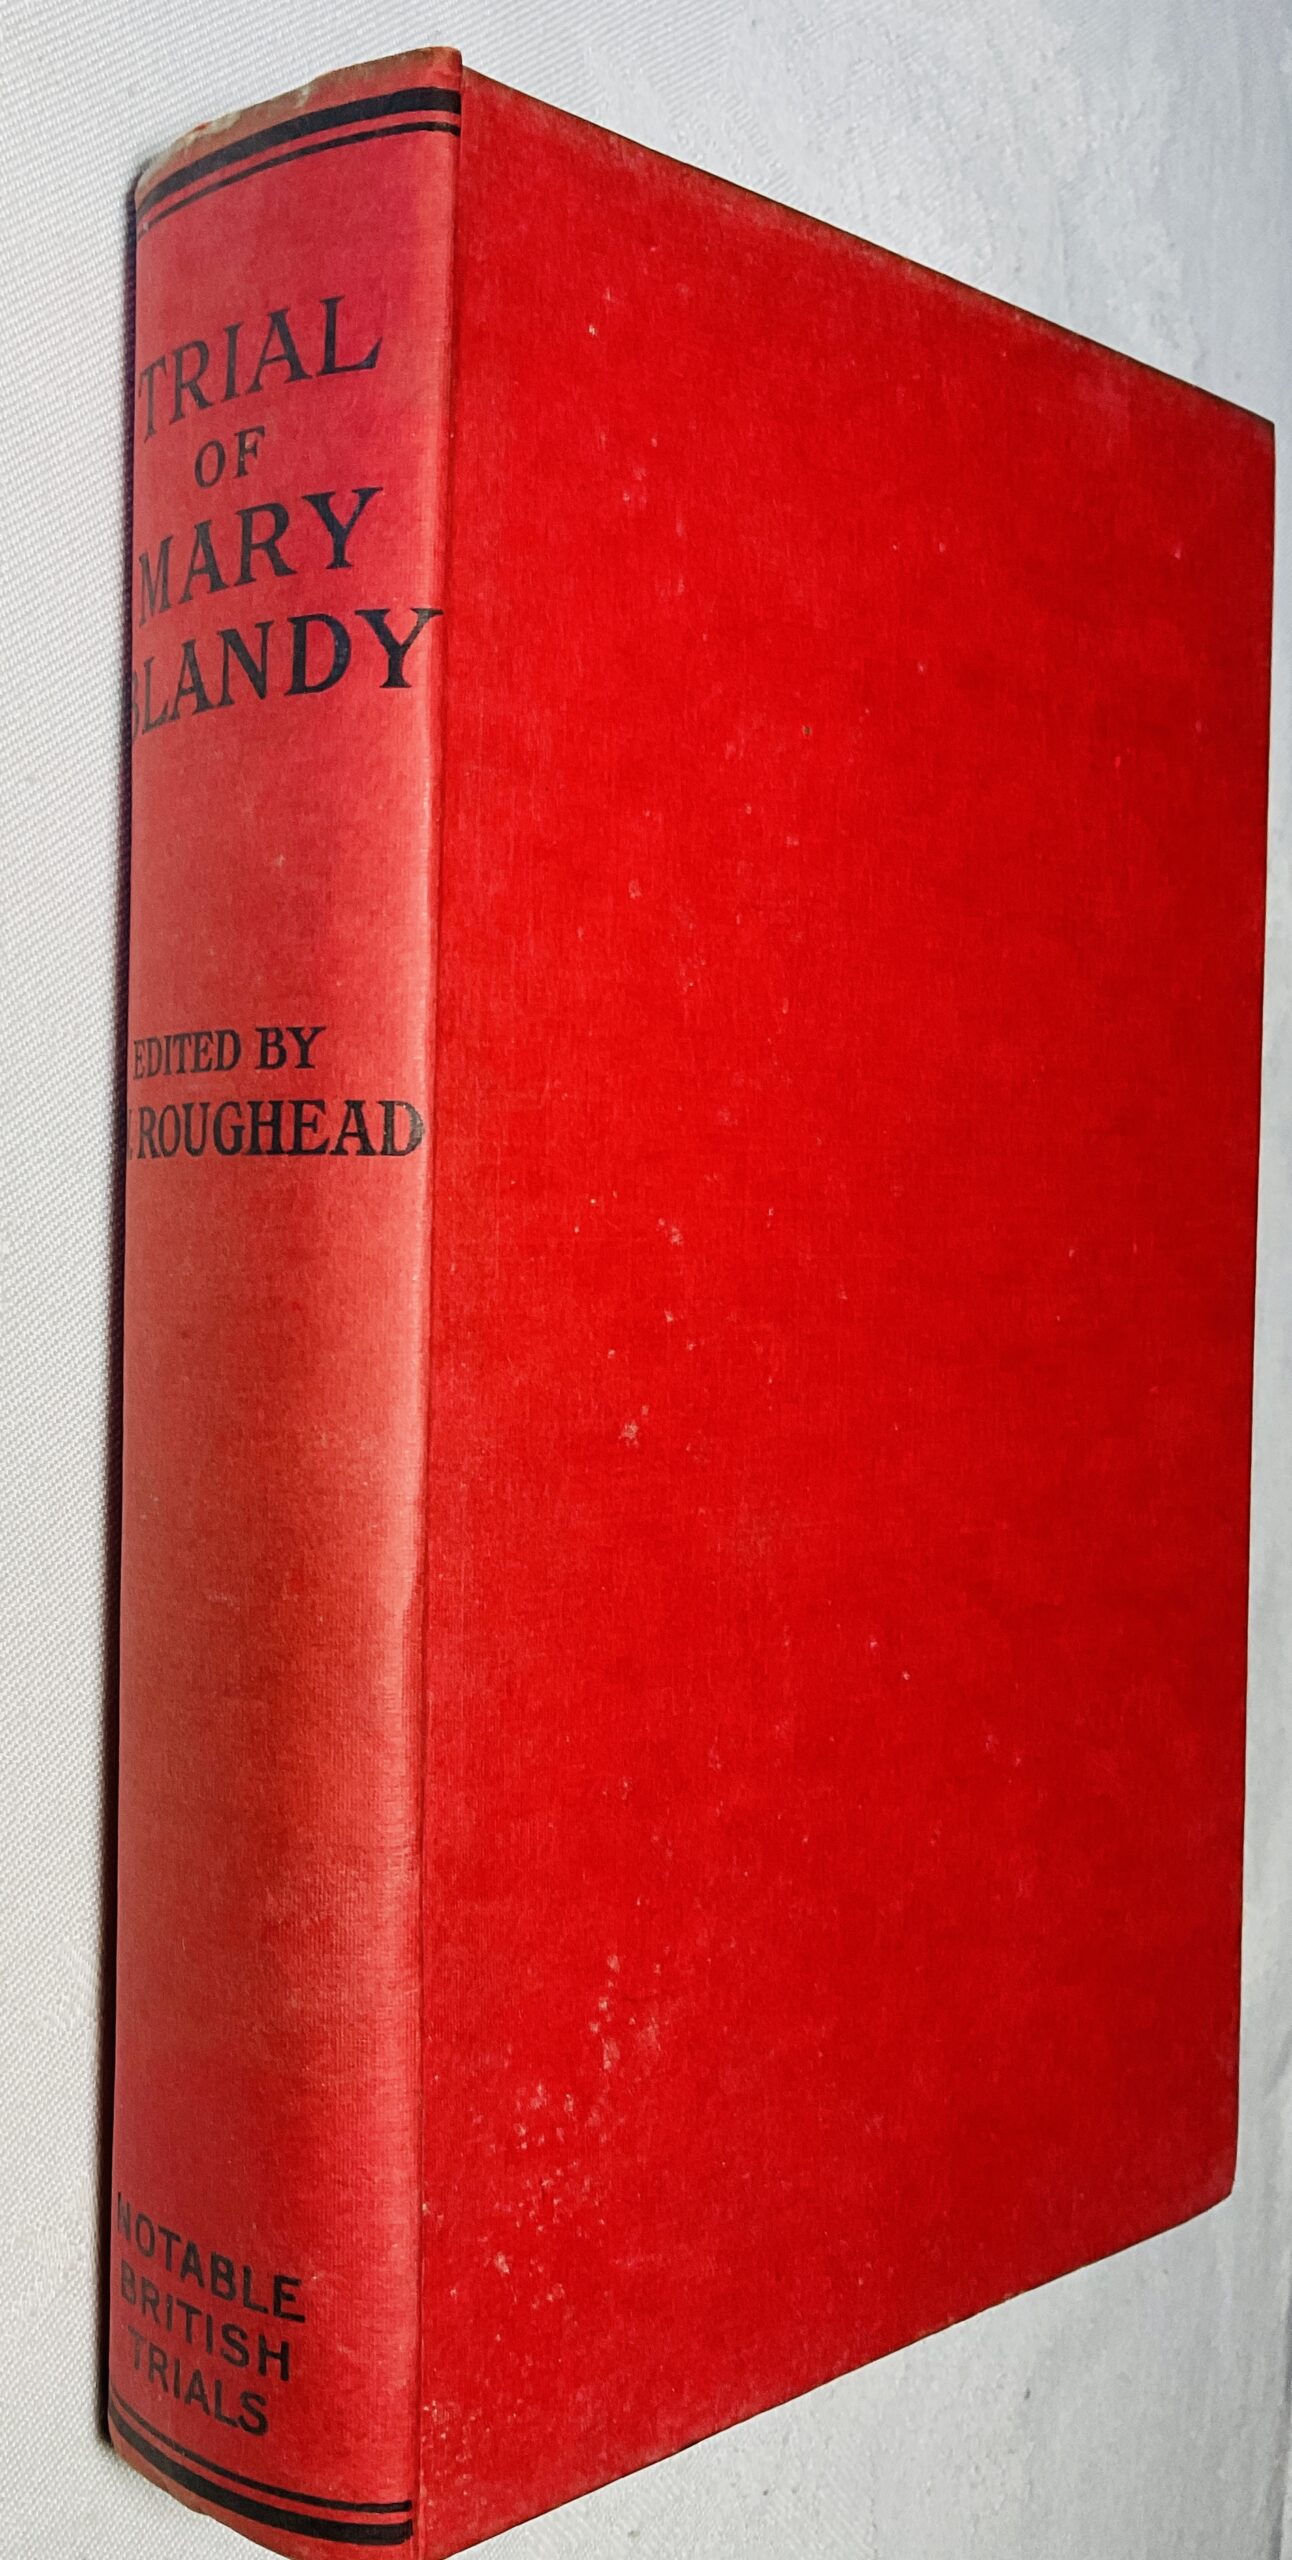 TRIAL
OF
MARY
BLANDY
EDITED BY
W. ROUGHEAD
NOTABLE
BRITISH
TRIALS